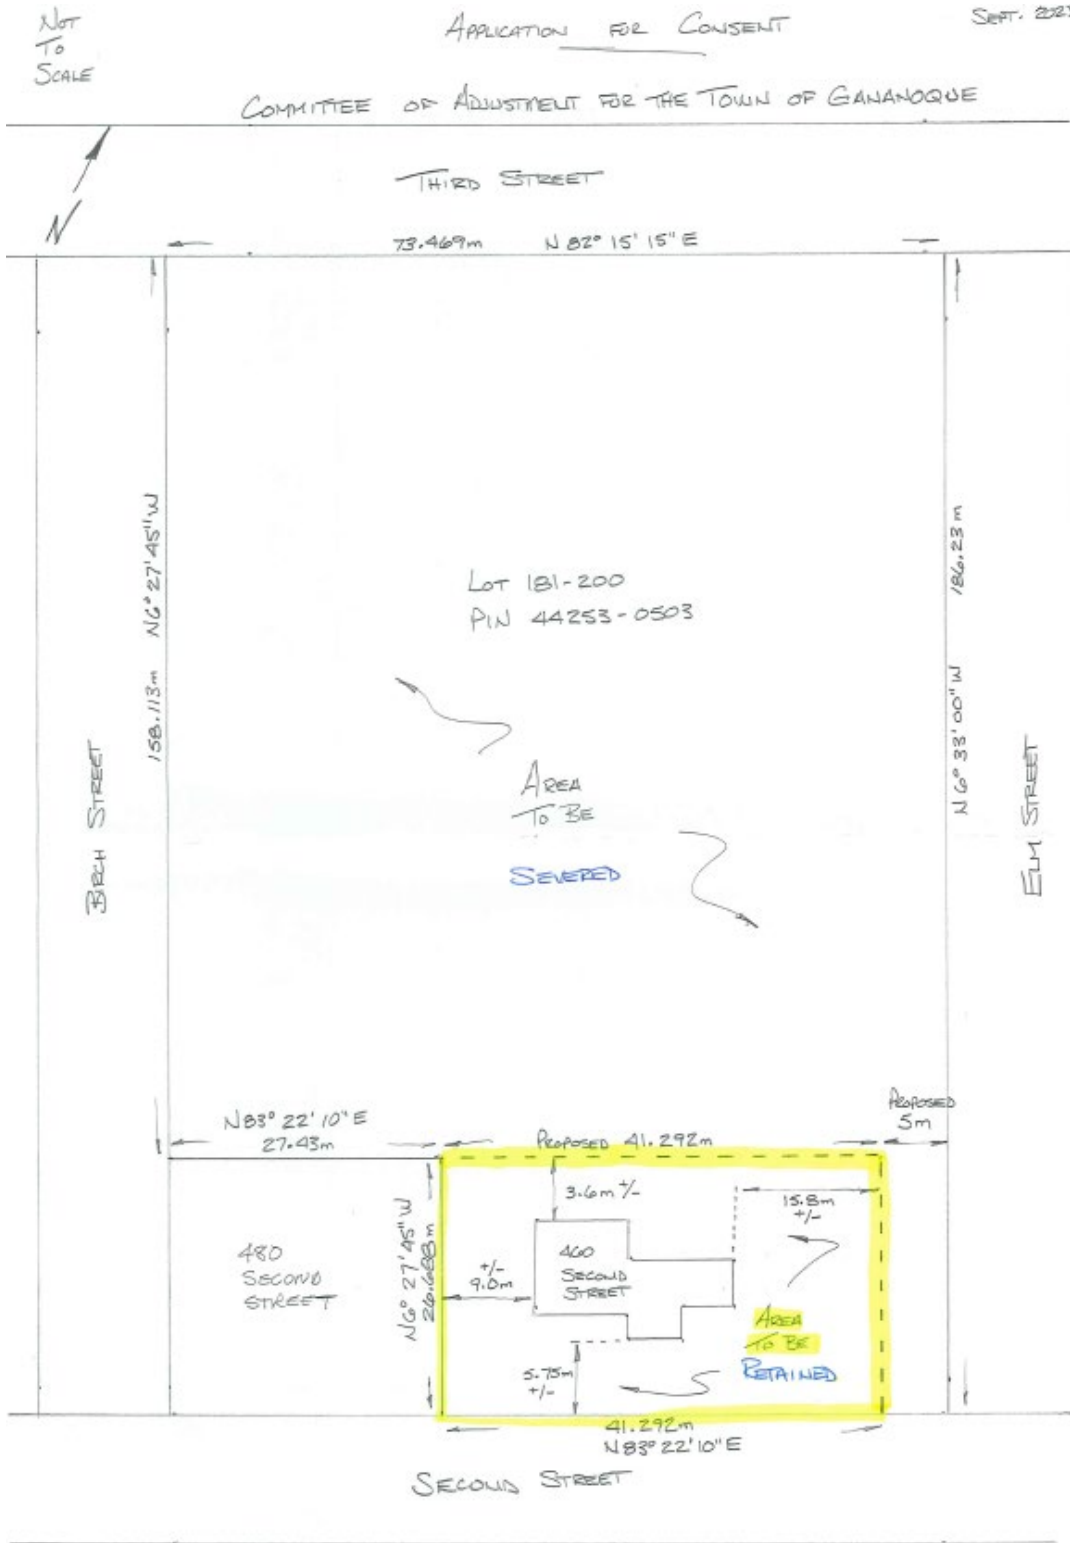 NOT
TO
SCALE
APPLICATION FOR CONSENT
SEPT. 2023
COMMITTEE OF ADJUSTMENT FOR THE TOWN OF GANANOQUE
N
THIRD STREET
73.469m N 82° 15' 15" E
158.113m N6° 27' 45" W
186.23m
N 6° 33' 00" W
LOT 181-200
PIN 44253-0503
BIRCH STREET
ELM STREET
AREA
TO BE
SEVERED
N83° 22' 10" E
27.43m
PROPOSED 41.292m
PROPOSED
5m
3.6m +/-
15.8m
+/-
480
SECOND
STREET
N6° 27' 45" W
26.688m
+/-
9.0m
460
SECOND
STREET
AREA
TO BE
RETAINED
5.75m
+/-
41.292m
N83° 22' 10" E
SECOND STREET